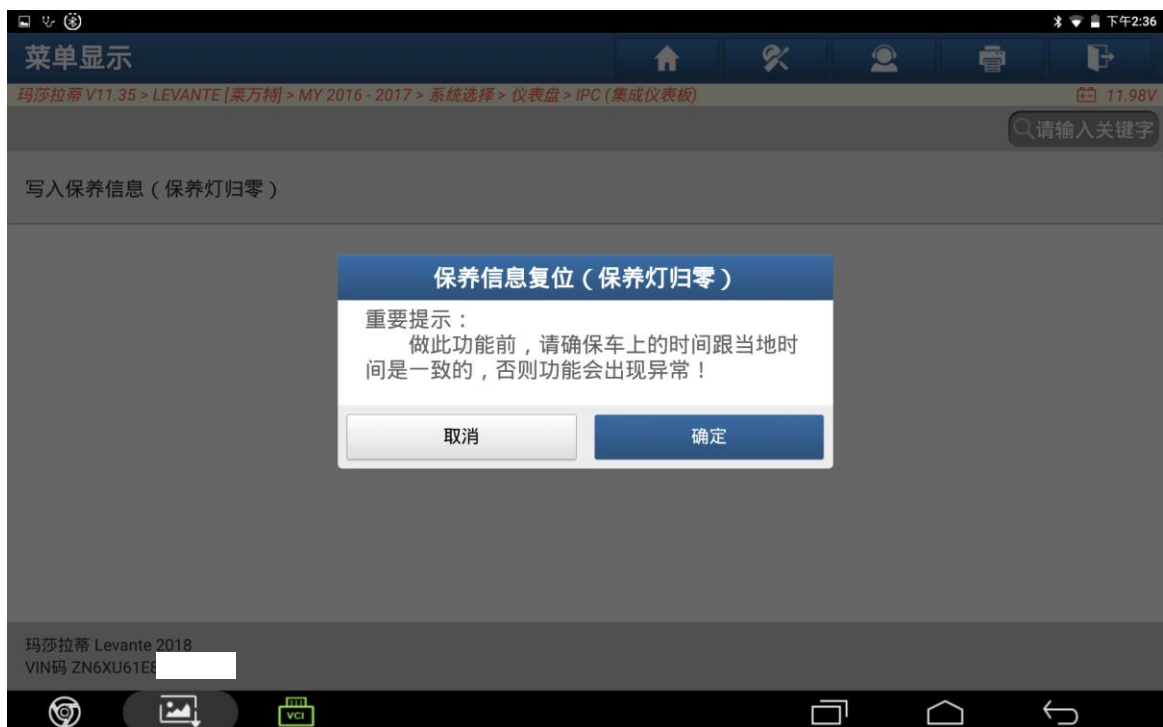 下午2:36
菜单显示
玛莎拉蒂 V11.35 > LEVANTE [莱万特] > MY 2016 - 2017 > 系统选择 > 仪表盘 > IPC (集成仪表板)
11.98V
请输入关键字
写入保养信息（保养灯归零）
保养信息复位（保养灯归零）
重要提示：
做此功能前，请确保车上的时间跟当地时
间是一致的，否则功能会出现异常！
取消
确定
玛莎拉蒂 Levante 2018
VIN码 ZN6XU61E8
VCI